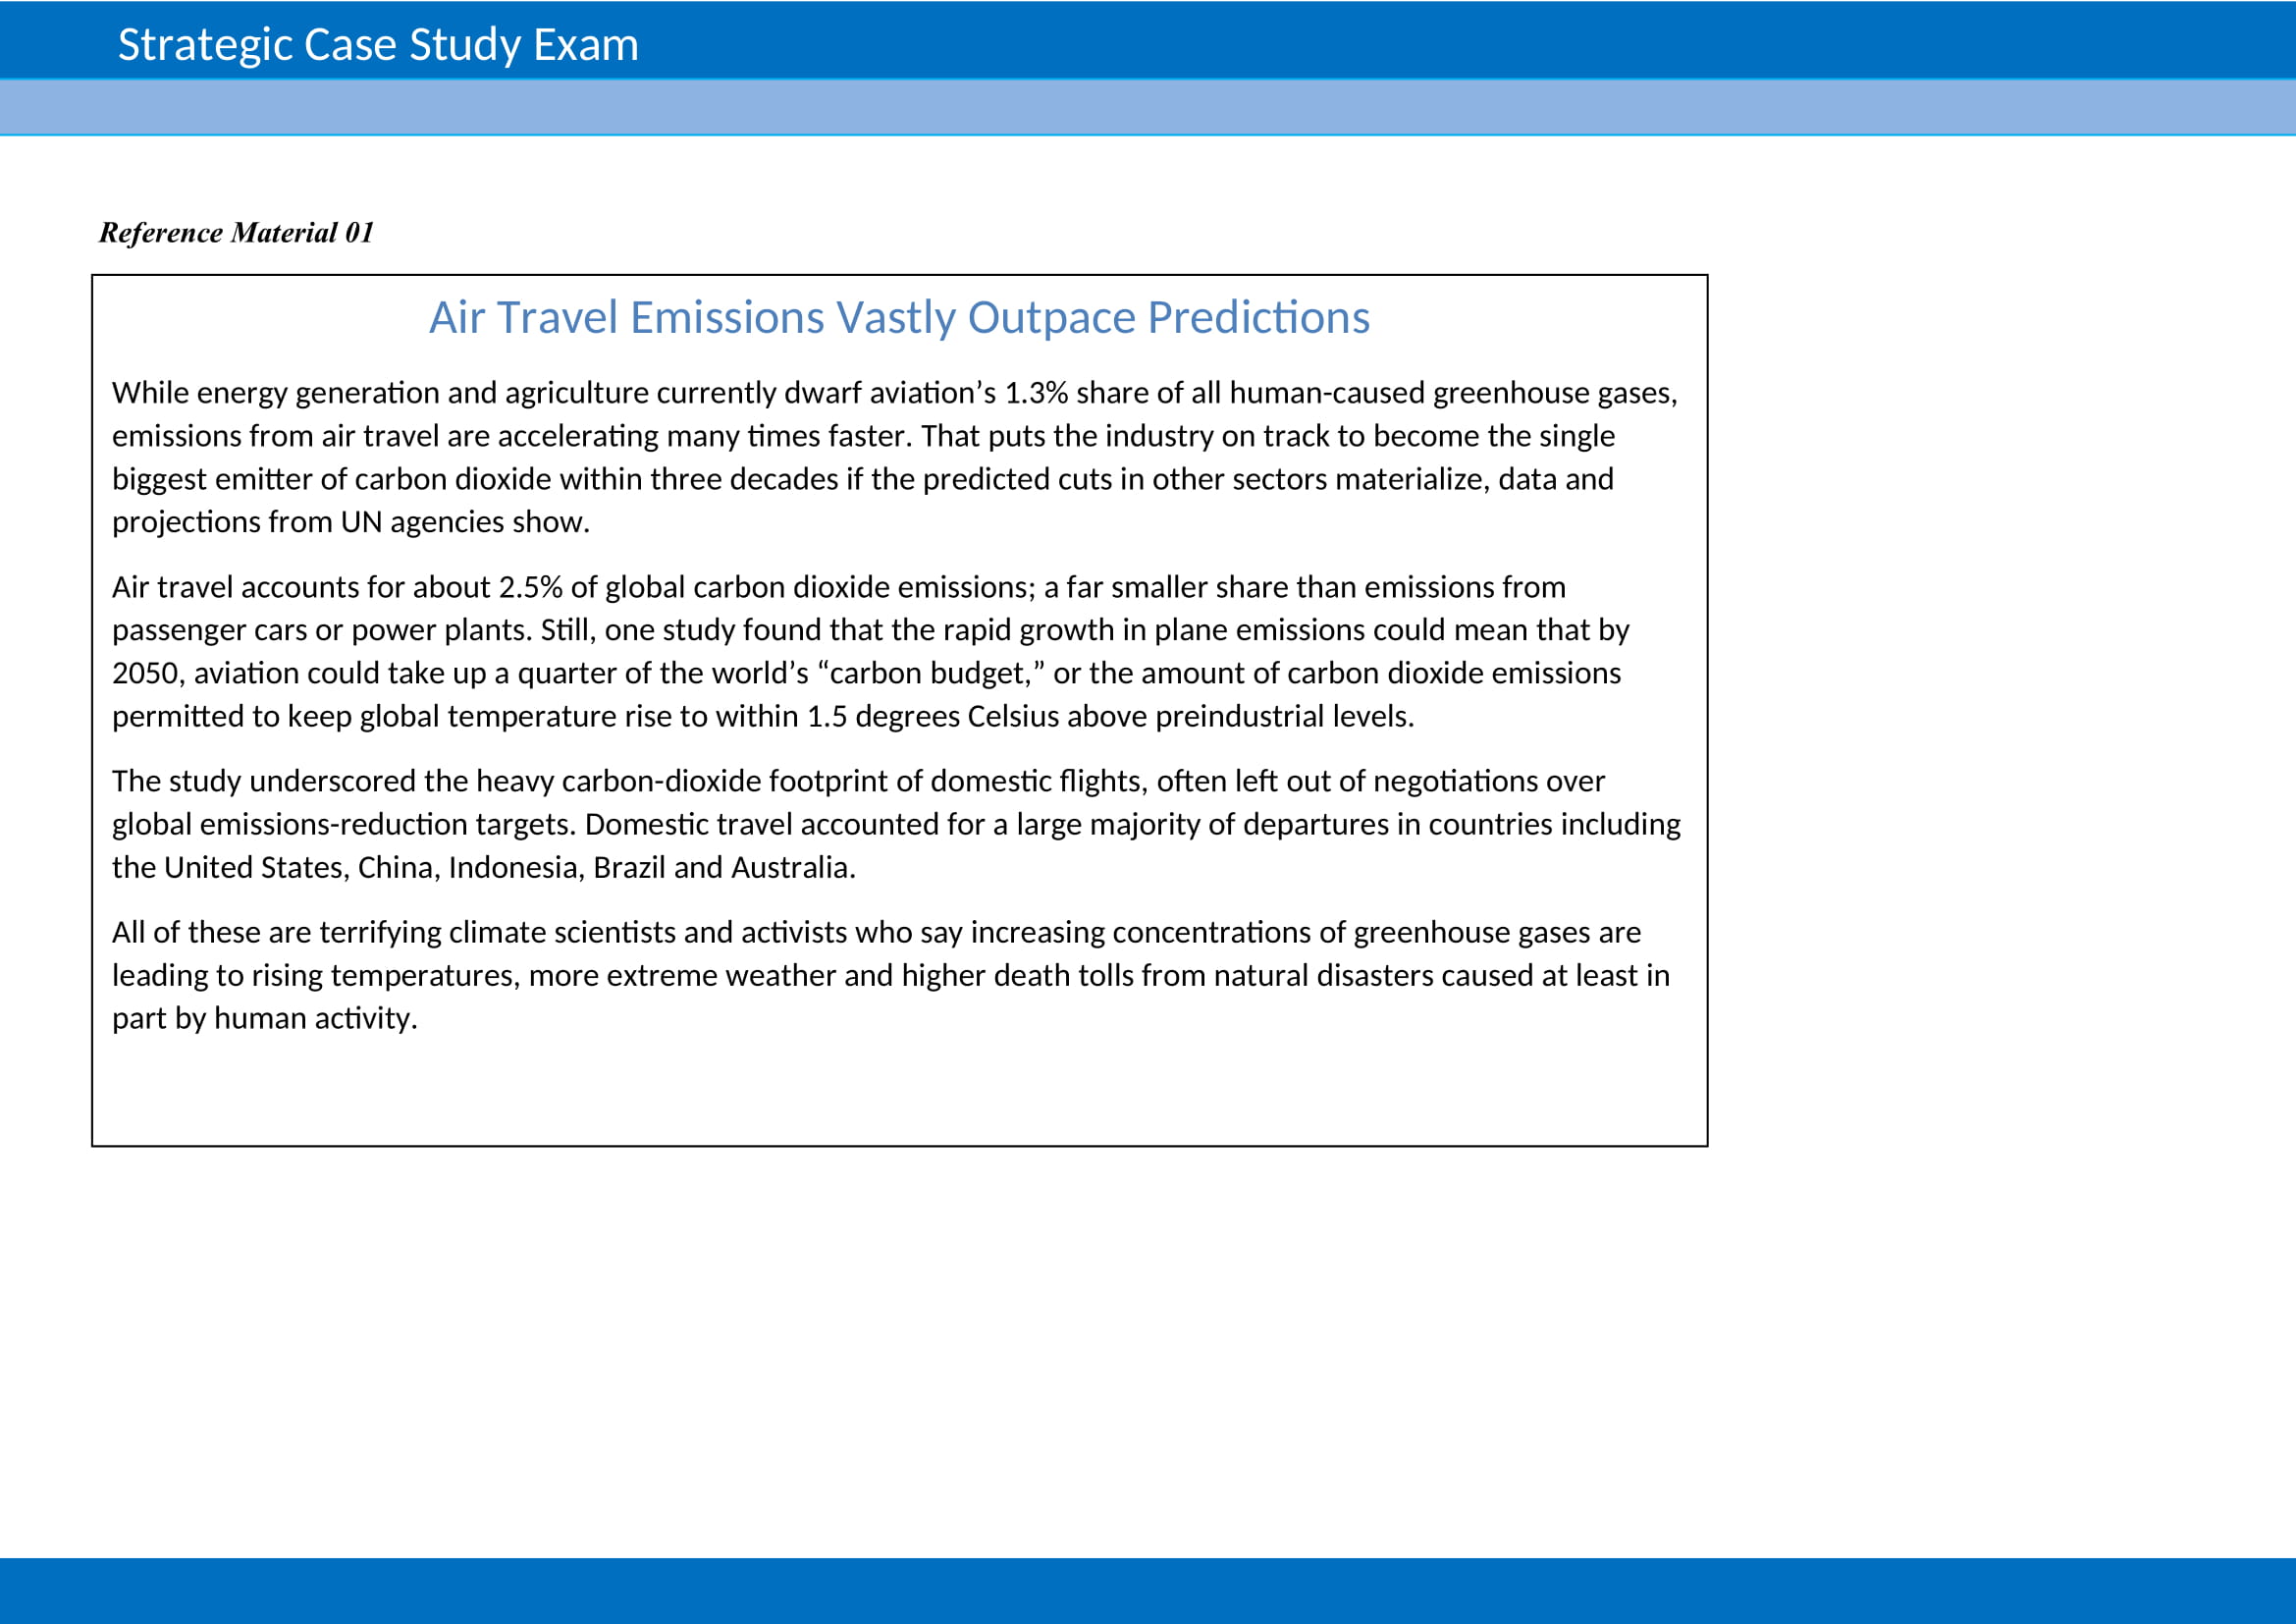 Strategic Case Study Exam
Reference Material 01
Air Travel Emissions Vastly Outpace Predictions
While energy generation and agriculture currently dwarf aviation’s 1.3% share of all human-caused greenhouse gases,
emissions from air travel are accelerating many times faster. That puts the industry on track to become the single
biggest emitter of carbon dioxide within three decades if the predicted cuts in other sectors materialize, data and
projections from UN agencies show.
Air travel accounts for about 2.5% of global carbon dioxide emissions; a far smaller share than emissions from
passenger cars or power plants. Still, one study found that the rapid growth in plane emissions could mean that by
2050, aviation could take up a quarter of the world’s “carbon budget,” or the amount of carbon dioxide emissions
permitted to keep global temperature rise to within 1.5 degrees Celsius above preindustrial levels.
The study underscored the heavy carbon-dioxide footprint of domestic flights, often left out of negotiations over
global emissions-reduction targets. Domestic travel accounted for a large majority of departures in countries including
the United States, China, Indonesia, Brazil and Australia.
All of these are terrifying climate scientists and activists who say increasing concentrations of greenhouse gases are
leading to rising temperatures, more extreme weather and higher death tolls from natural disasters caused at least in
part by human activity.